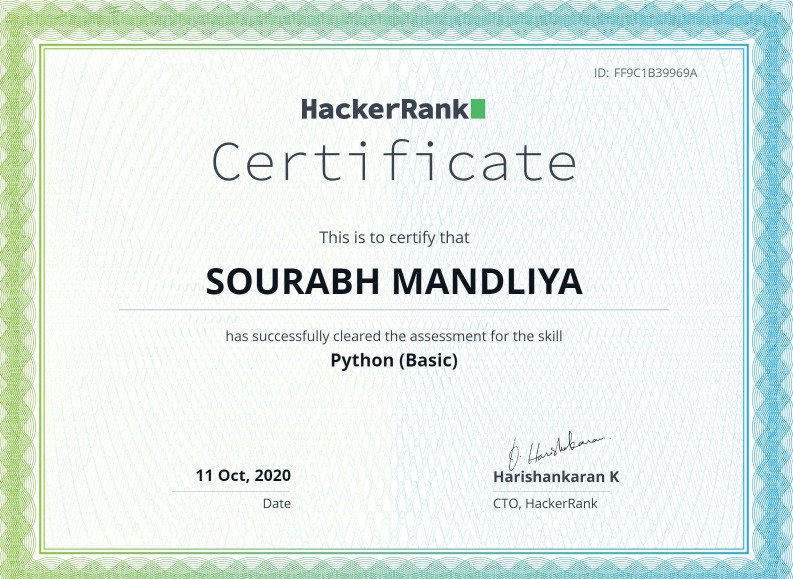 ID: FF9C1B39969A
HackerRank
Certificate
This is to certify that
SOURABH MANDLIYA
has successfully cleared the assessment for the skill
Python (Basic)
11 Oct, 2020
Date
D. Harishankaran
Harishankaran K
CTO, HackerRank